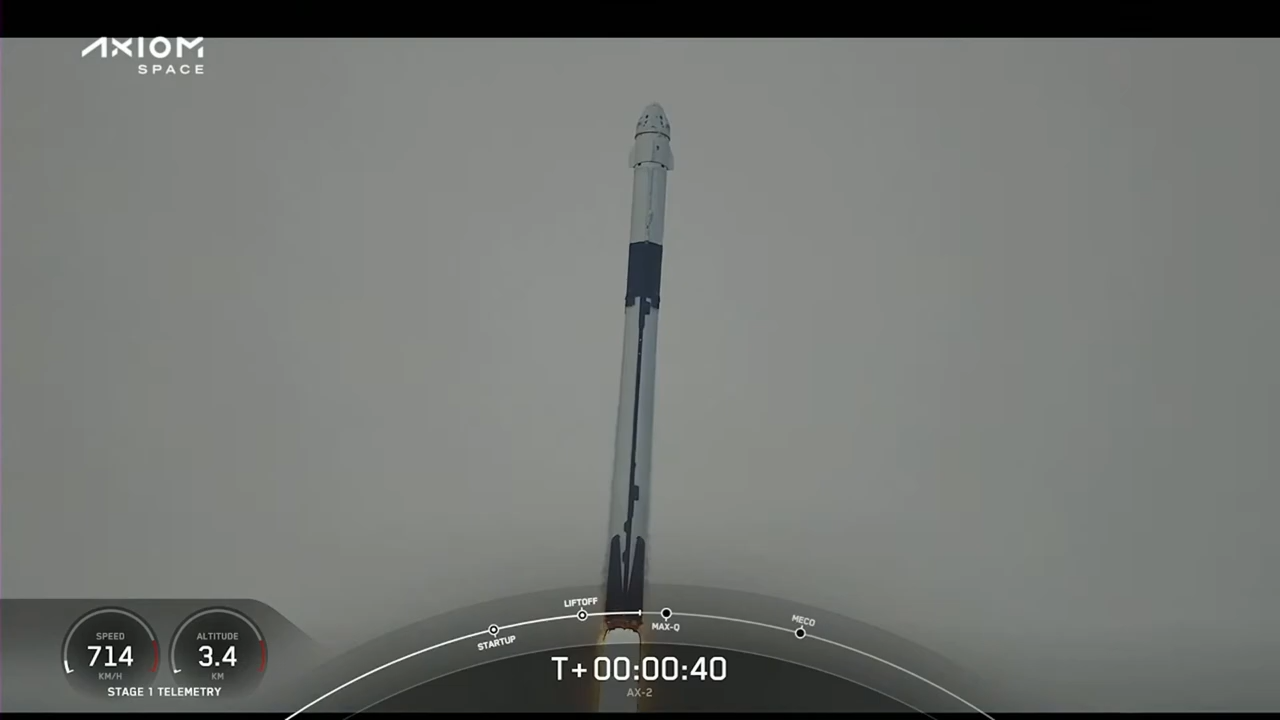 AXIOM
SPACE
LIFTOFF
STARTUP
MAX-Q
MECO
SPEED
714
KM/H
ALTITUDE
3.4
KM
STAGE 1 TELEMETRY
T+00:00:40
AX-2